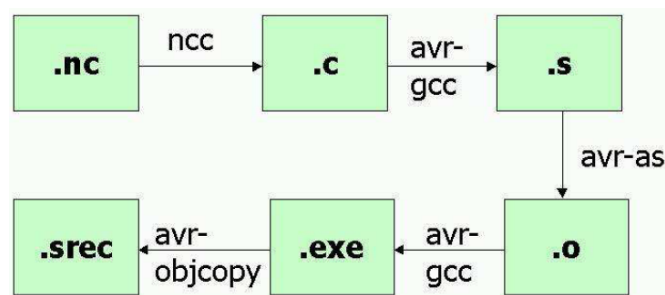 .nc
ncc
.c
avr-
gcc
.s
avr-as
.srec
avr-
objcopy
.exe
avr-
gcc
.o